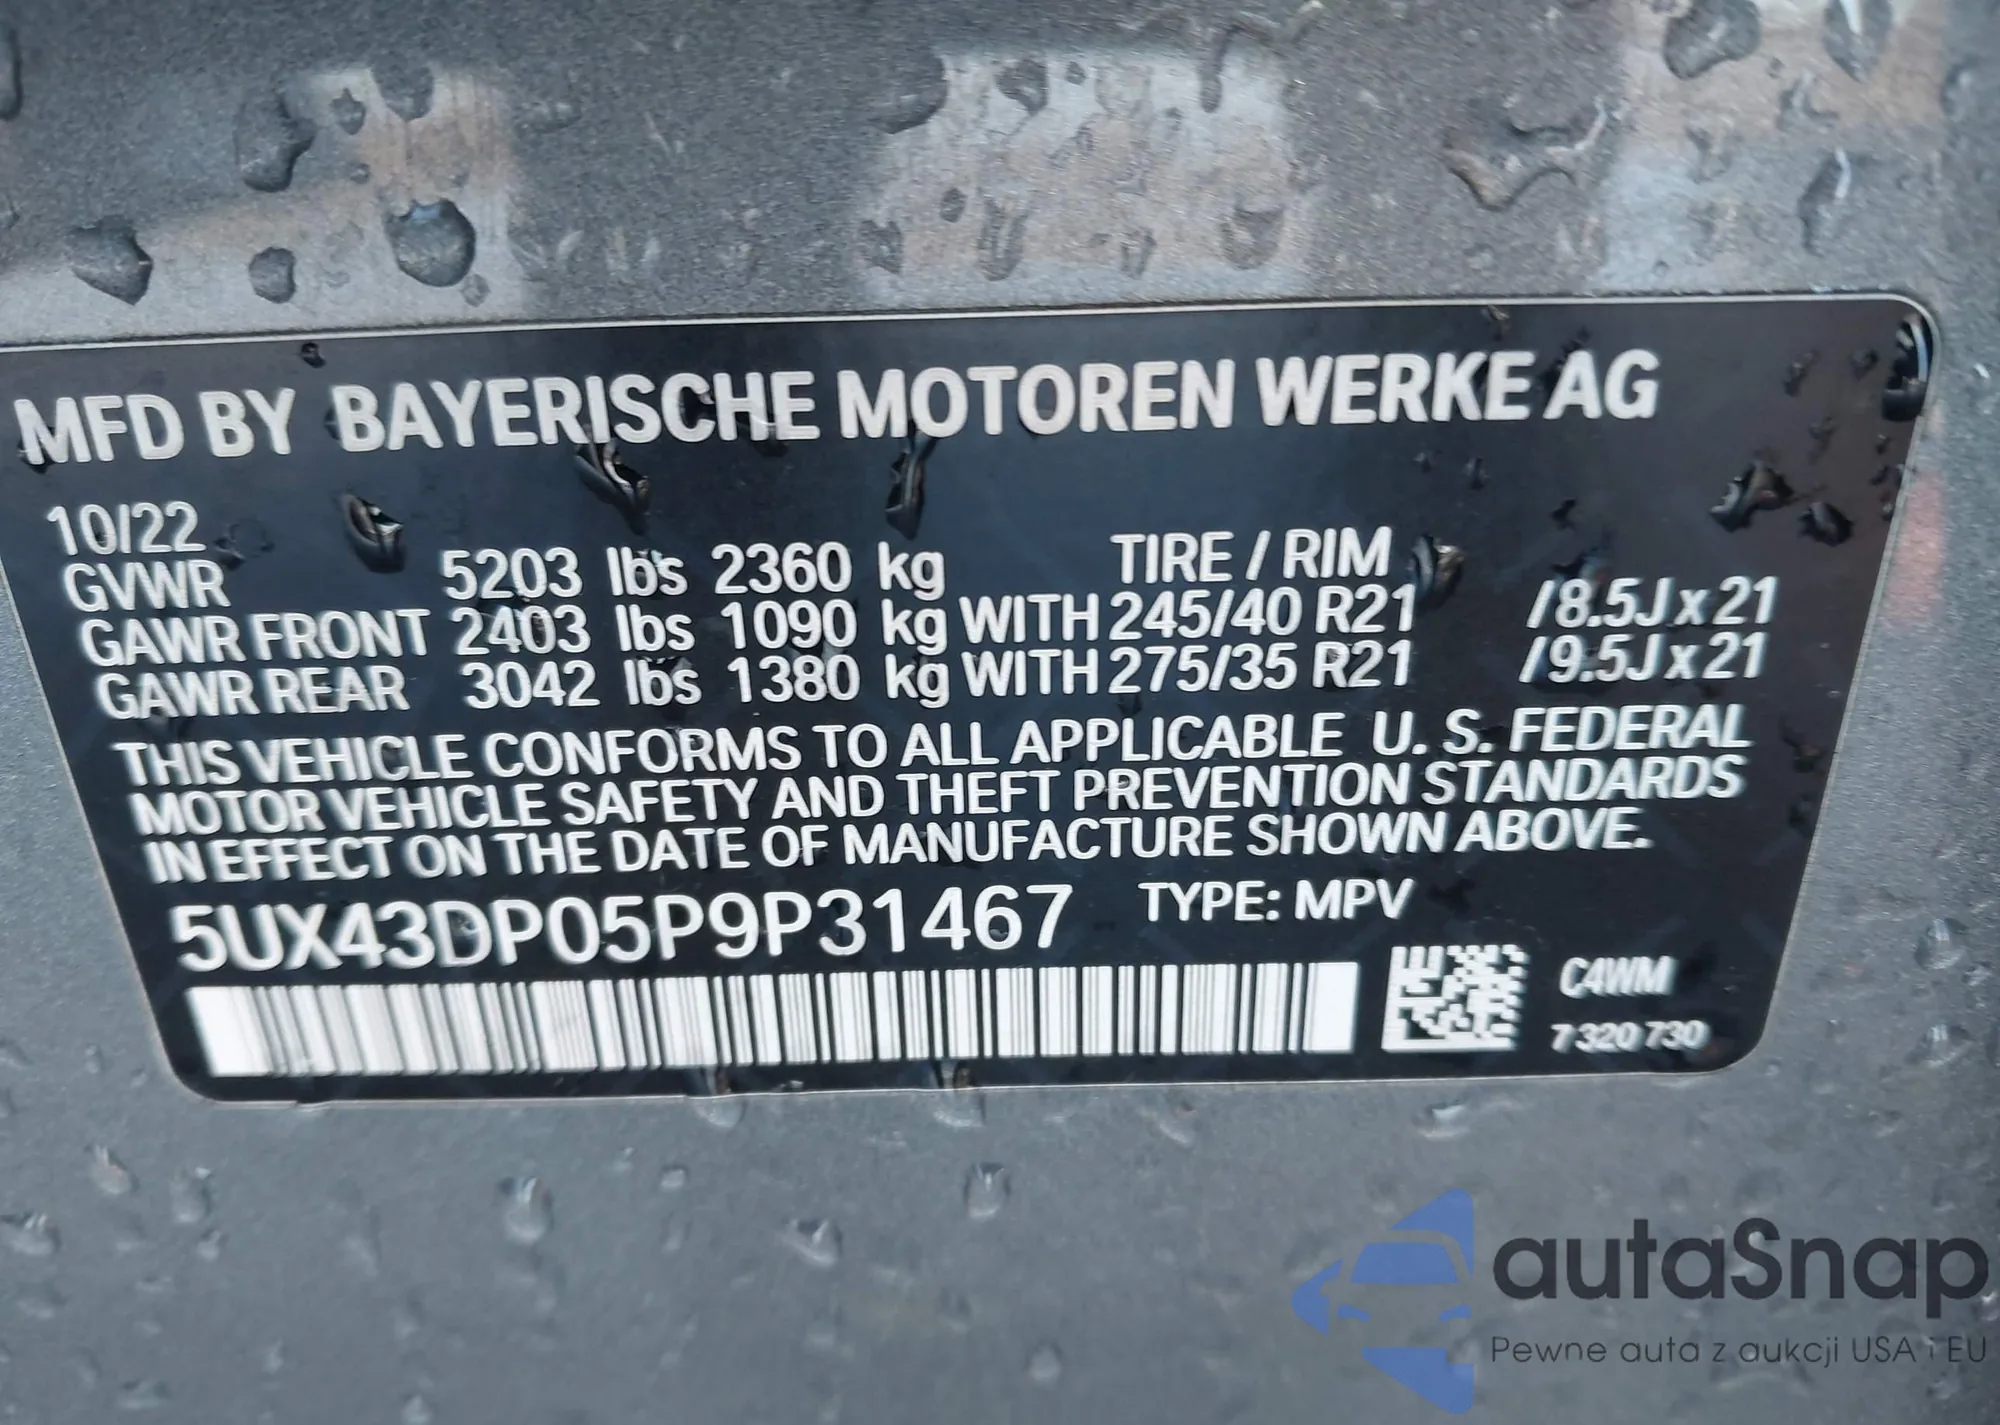 MFD BY BAYERISCHE MOTOREN WERKE AG
10/22
GVWR 5203 lbs 2360 kg TIRE / RIM
GAWR FRONT 2403 lbs 1090 kg WITH 245/40 R21 /8.5J x 21
GAWR REAR 3042 lbs 1380 kg WITH 275/35 R21 /9.5J x 21
THIS VEHICLE CONFORMS TO ALL APPLICABLE U. S. FEDERAL
MOTOR VEHICLE SAFETY AND THEFT PREVENTION STANDARDS
IN EFFECT ON THE DATE OF MANUFACTURE SHOWN ABOVE.
5UX43DP05P9P31467 TYPE: MPV
C4WM
7 320 730
autaSnap
Pewne auta z aukcji USA i EU